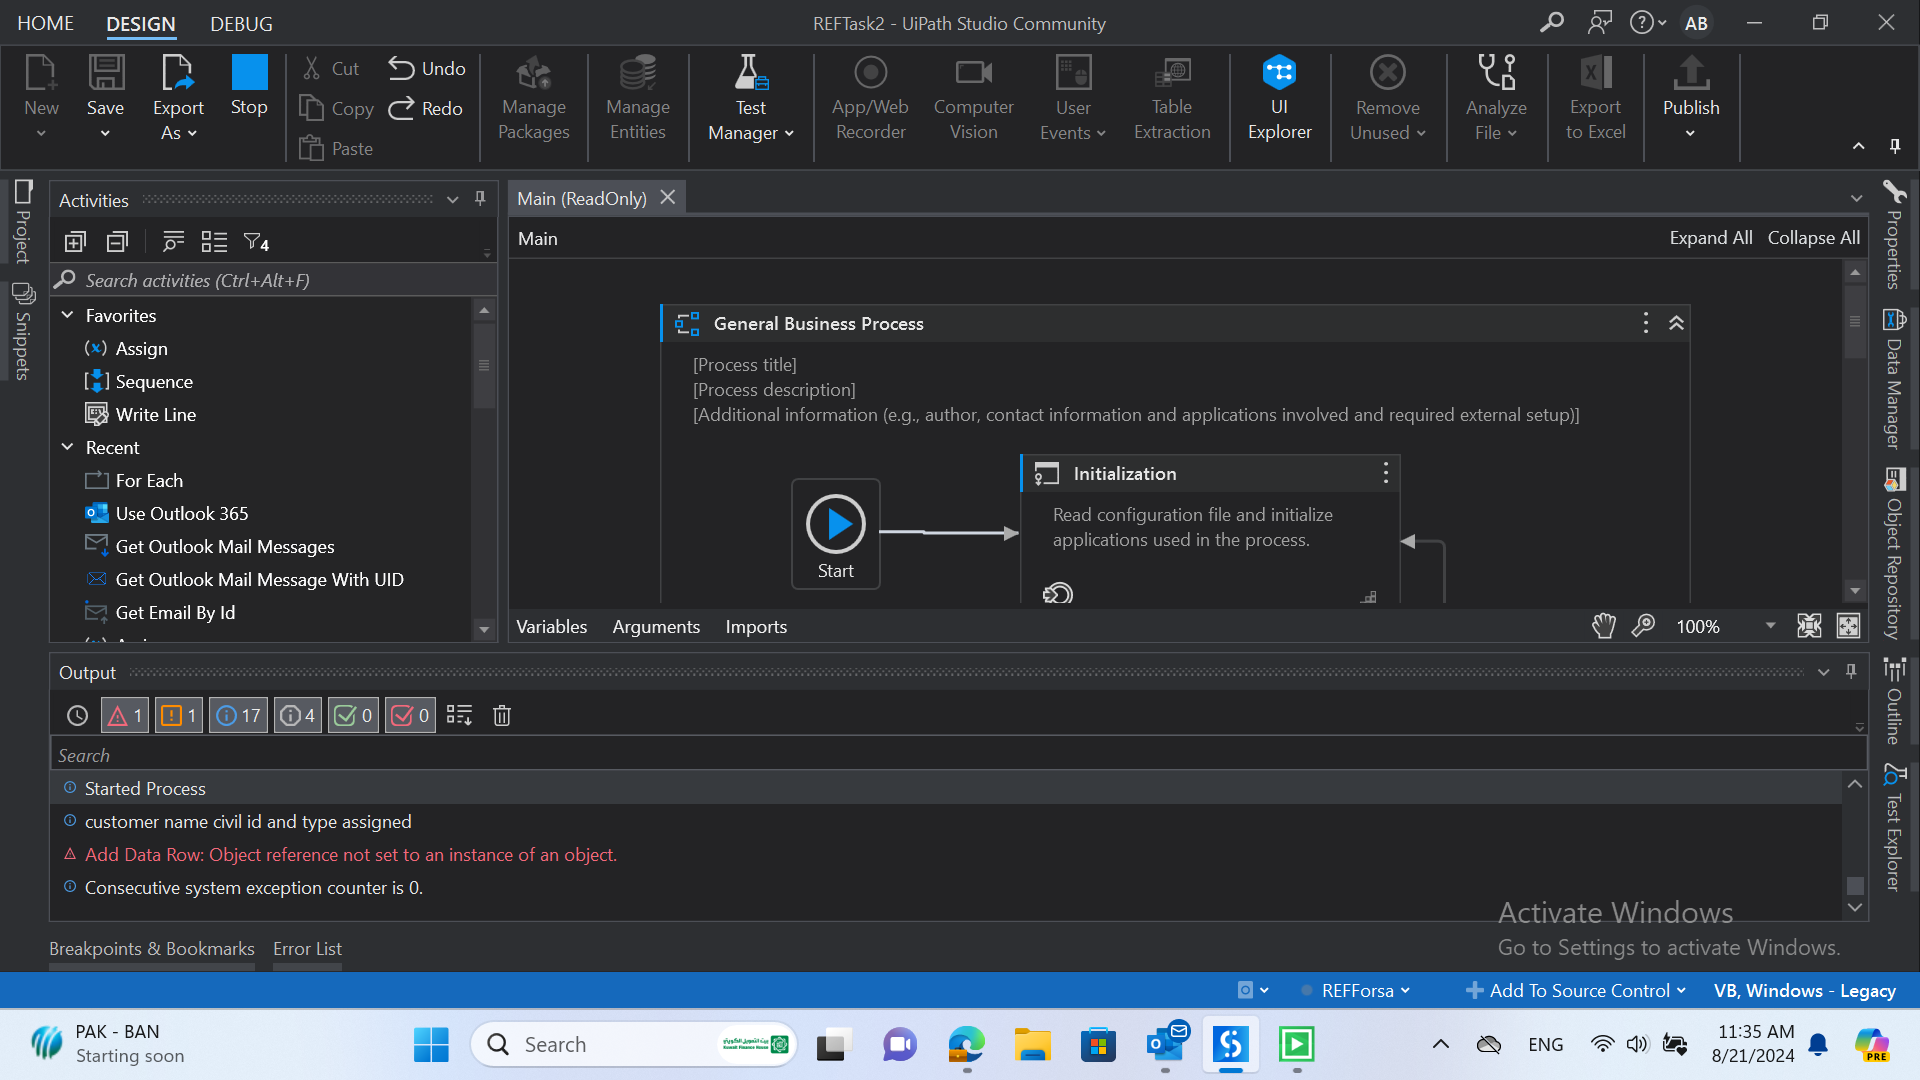 HOME DESIGN DEBUG
REFTask2 - UiPath Studio Community
AB
New
Save
Export As
Stop
Cut
Copy
Paste
Undo
Redo
Manage Packages
Manage Entities
Test Manager
App/Web Recorder
Computer Vision
User Events
Table Extraction
UI Explorer
Remove Unused
Analyze File
Export to Excel
Publish
Project
Snippets
Activities
4
Search activities (Ctrl+Alt+F)
Favorites
Assign
Sequence
Write Line
Recent
For Each
Use Outlook 365
Get Outlook Mail Messages
Get Outlook Mail Message With UID
Get Email By Id
Main (ReadOnly)
Main
Expand All Collapse All
General Business Process
[Process title]
[Process description]
[Additional information (e.g., author, contact information and applications involved and required external setup)]
Start
Initialization
Read configuration file and initialize
applications used in the process.
Variables Arguments Imports
100%
Properties
Data Manager
Object Repository
Outline
Test Explorer
Output
1 1 17 4 0 0
Search
Started Process
customer name civil id and type assigned
Add Data Row: Object reference not set to an instance of an object.
Consecutive system exception counter is 0.
Activate Windows
Go to Settings to activate Windows.
Breakpoints & Bookmarks Error List
REFForsa
Add To Source Control
VB, Windows - Legacy
PAK - BAN
Starting soon
Search
بيت التمويل الكويتي
Kuwait Finance House
ENG
11:35 AM
8/21/2024
PRE